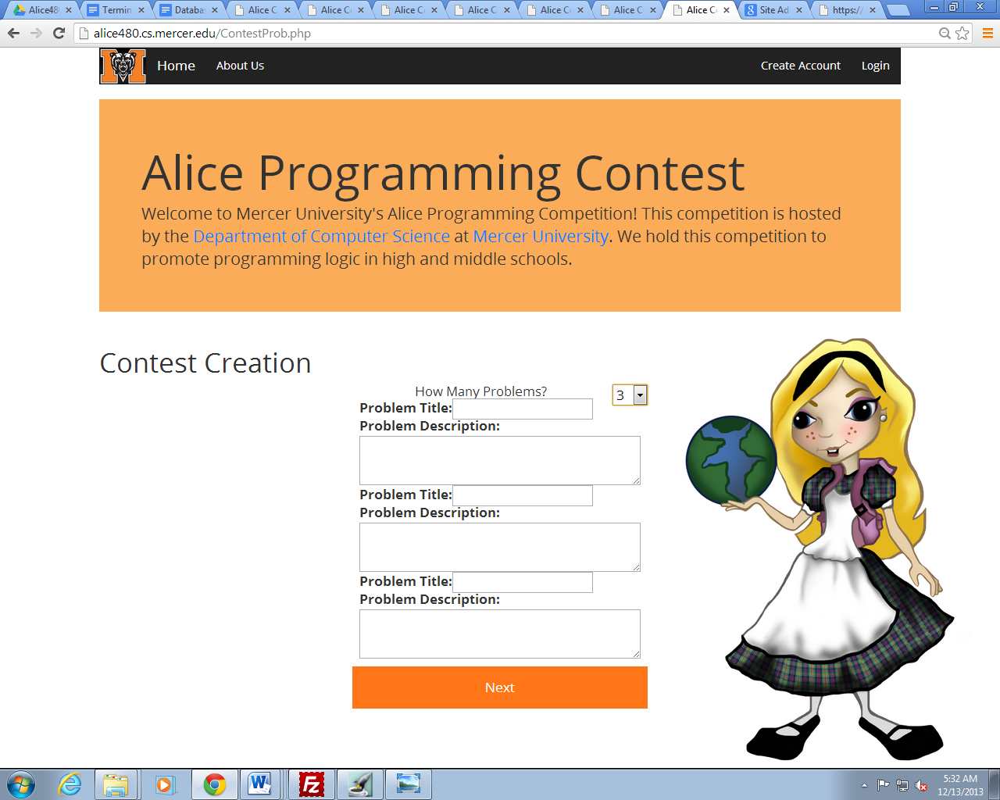 Alice48
Termin
Databa
Alice C
Alice Co
Alice Co
Alice C
Alice Co
Alice C
Alice Co
Site Ad
https://
alice480.cs.mercer.edu/ContestProb.php
Home
About Us
Create Account
Login
Alice Programming Contest
Welcome to Mercer University's Alice Programming Competition! This competition is hosted
by the Department of Computer Science at Mercer University. We hold this competition to
promote programming logic in high and middle schools.
Contest Creation
How Many Problems?
3
Problem Title:
Problem Description:
Problem Title:
Problem Description:
Problem Title:
Problem Description:
Next
5:32 AM
12/13/2013